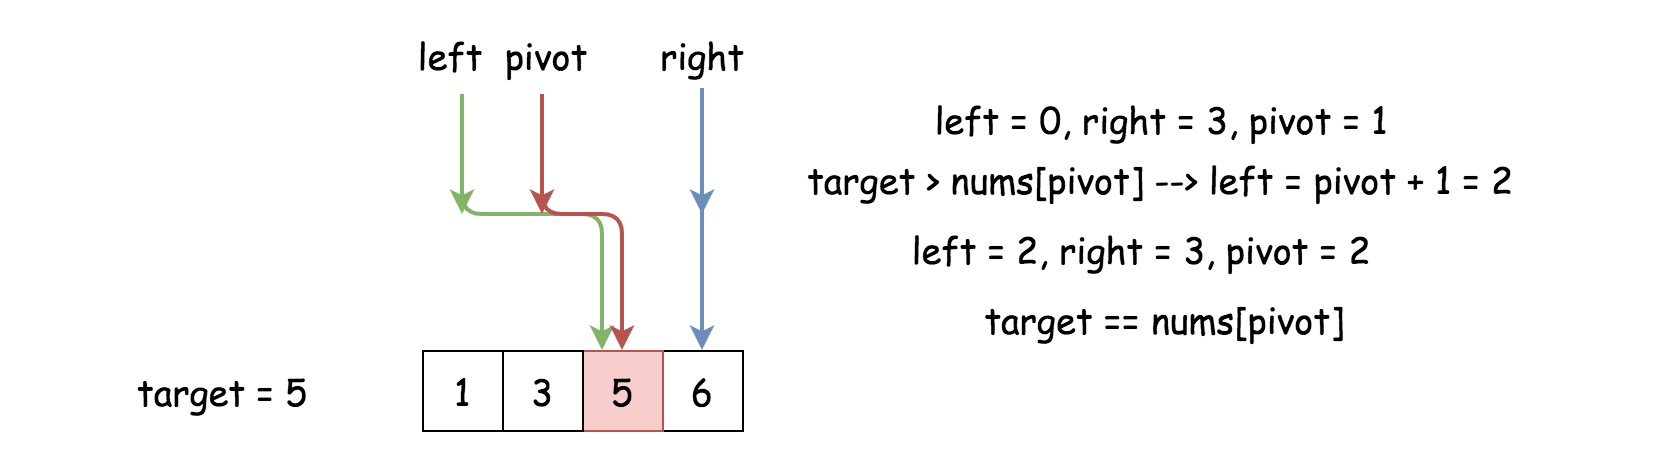 left pivot right
left = 0, right = 3, pivot = 1
target > nums[pivot] --> left = pivot + 1 = 2
left = 2, right = 3, pivot = 2
target == nums[pivot]
target = 5 1 3 5 6